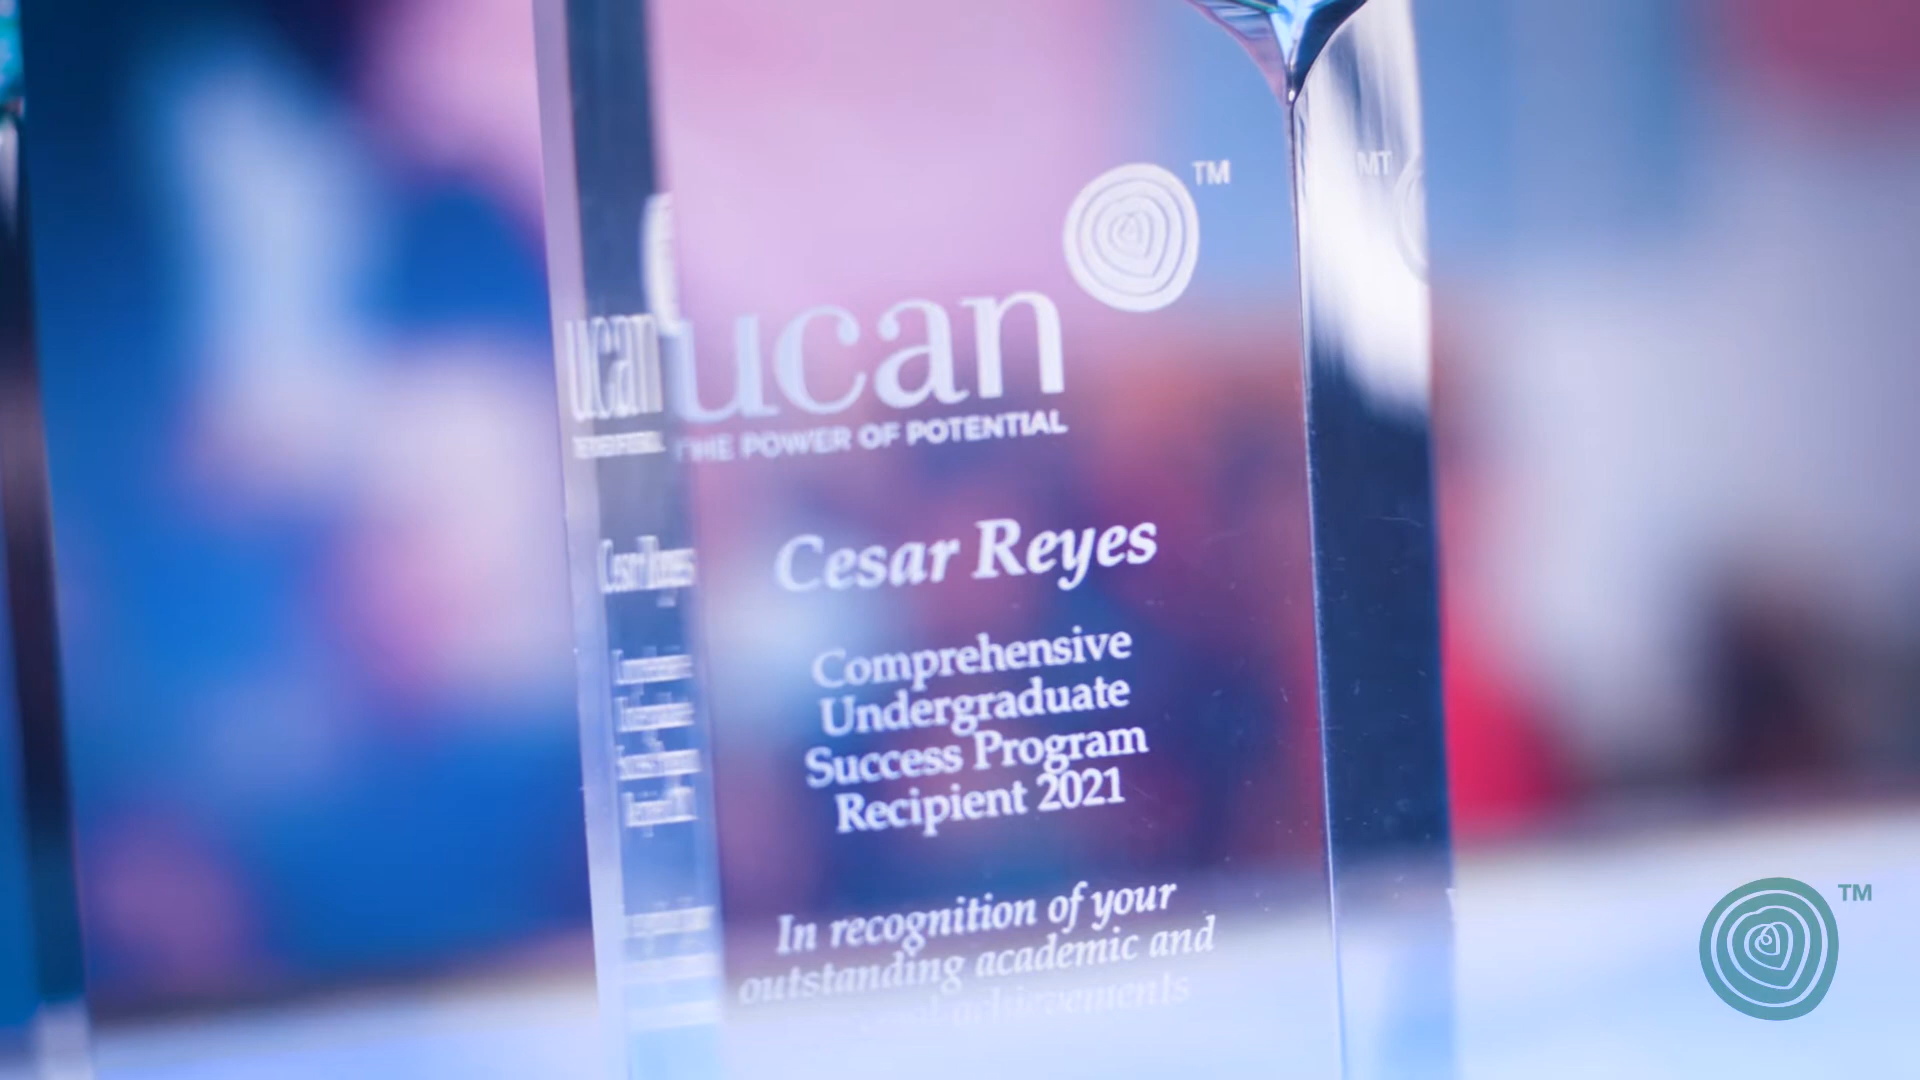 TM
ucan
THE POWER OF POTENTIAL
Cesar Reyes
Comprehensive
Undergraduate
Success Program
Recipient 2021
In recognition of your
outstanding academic and
achievements
TM